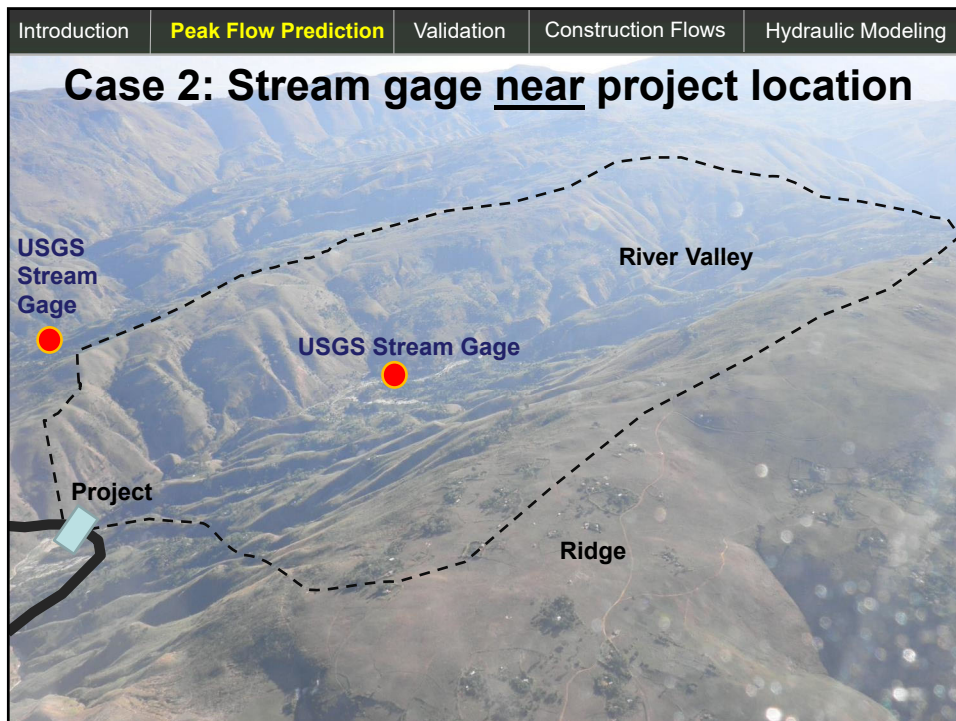 Introduction
Peak Flow Prediction
Validation
Construction Flows
Hydraulic Modeling
Case 2: Stream gage near project location
USGS
Stream
Gage
River Valley
USGS Stream Gage
Project
Ridge